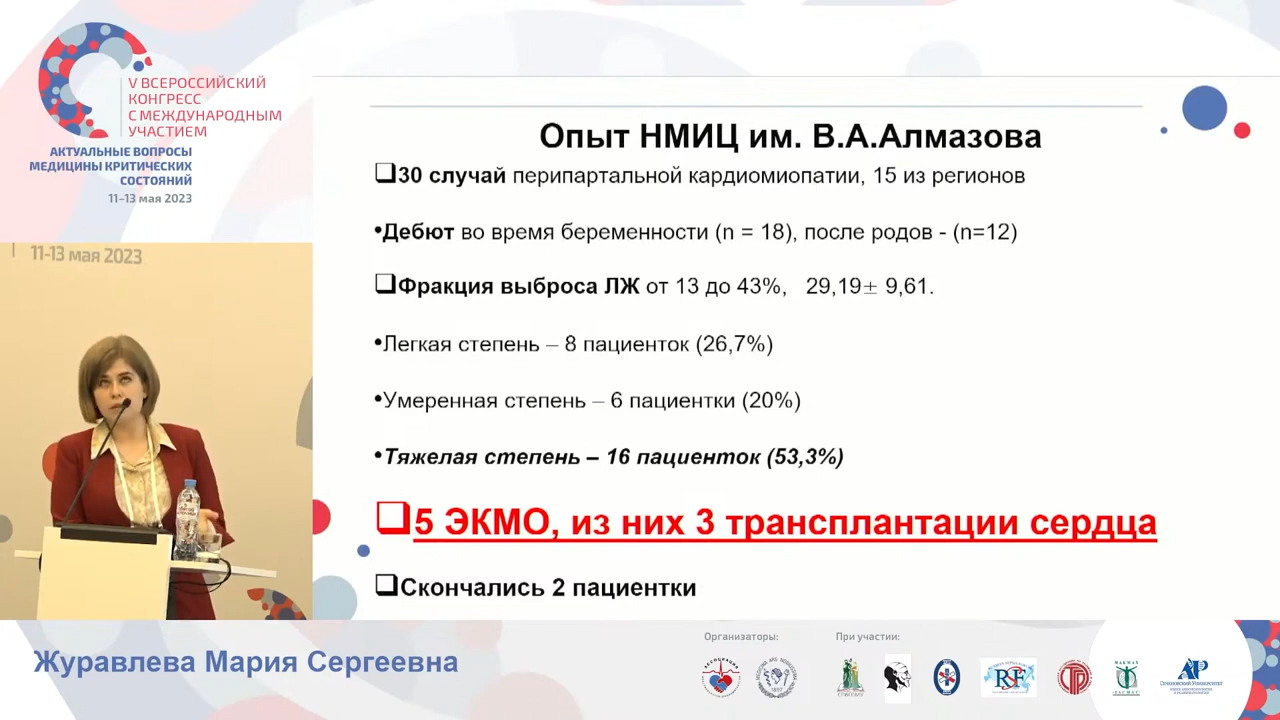 V ВСЕРОССИЙСКИЙ
КОНГРЕСС
С МЕЖДУНАРОДНЫМ
УЧАСТИЕМ
АКТУАЛЬНЫЕ ВОПРОСЫ
МЕДИЦИНЫ КРИТИЧЕСКИХ
СОСТОЯНИЙ
11–13 мая 2023
11-13 мая 2023
Опыт НМИЦ им. В.А.Алмазова
❑30 случай перипартальной кардиомиопатии, 15 из регионов
•Дебют во время беременности (n = 18), после родов - (n=12)
❑Фракция выброса ЛЖ от 13 до 43%, 29,19± 9,61.
•Легкая степень – 8 пациенток (26,7%)
•Умеренная степень – 6 пациентки (20%)
•Тяжелая степень – 16 пациенток (53,3%)
❑5 ЭКМО, из них 3 трансплантации сердца
❑Скончались 2 пациентки
Журавлева Мария Сергеевна
Организаторы:
При участии:
RSF